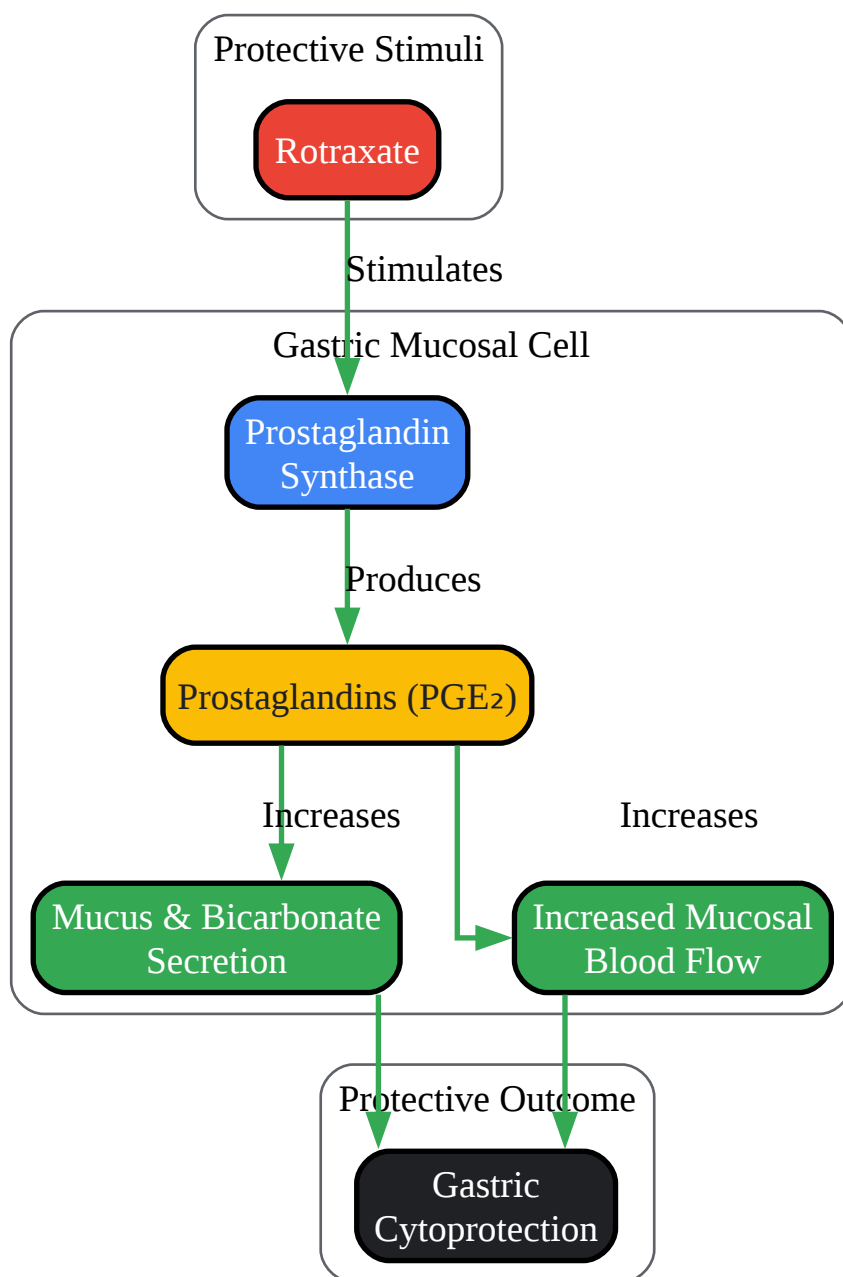 Protective Stimuli
Rotraxate
Stimulates
Gastric Mucosal Cell
Prostaglandin
Synthase
Produces
Prostaglandins (PGE₂)
Increases
Increases
Mucus & Bicarbonate
Secretion
Increased Mucosal
Blood Flow
Protective Outcome
Gastric
Cytoprotection